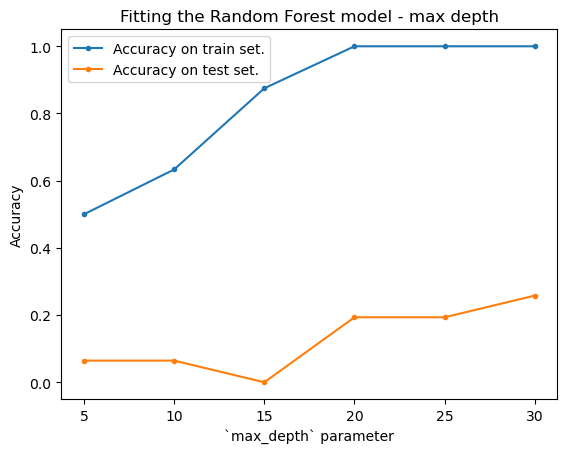 Fitting the Random Forest model - max depth
Accuracy on train set.
Accuracy on test set.
Accuracy
1.0
0.8
0.6
0.4
0.2
0.0
5 10 15 20 25 30
`max_depth` parameter